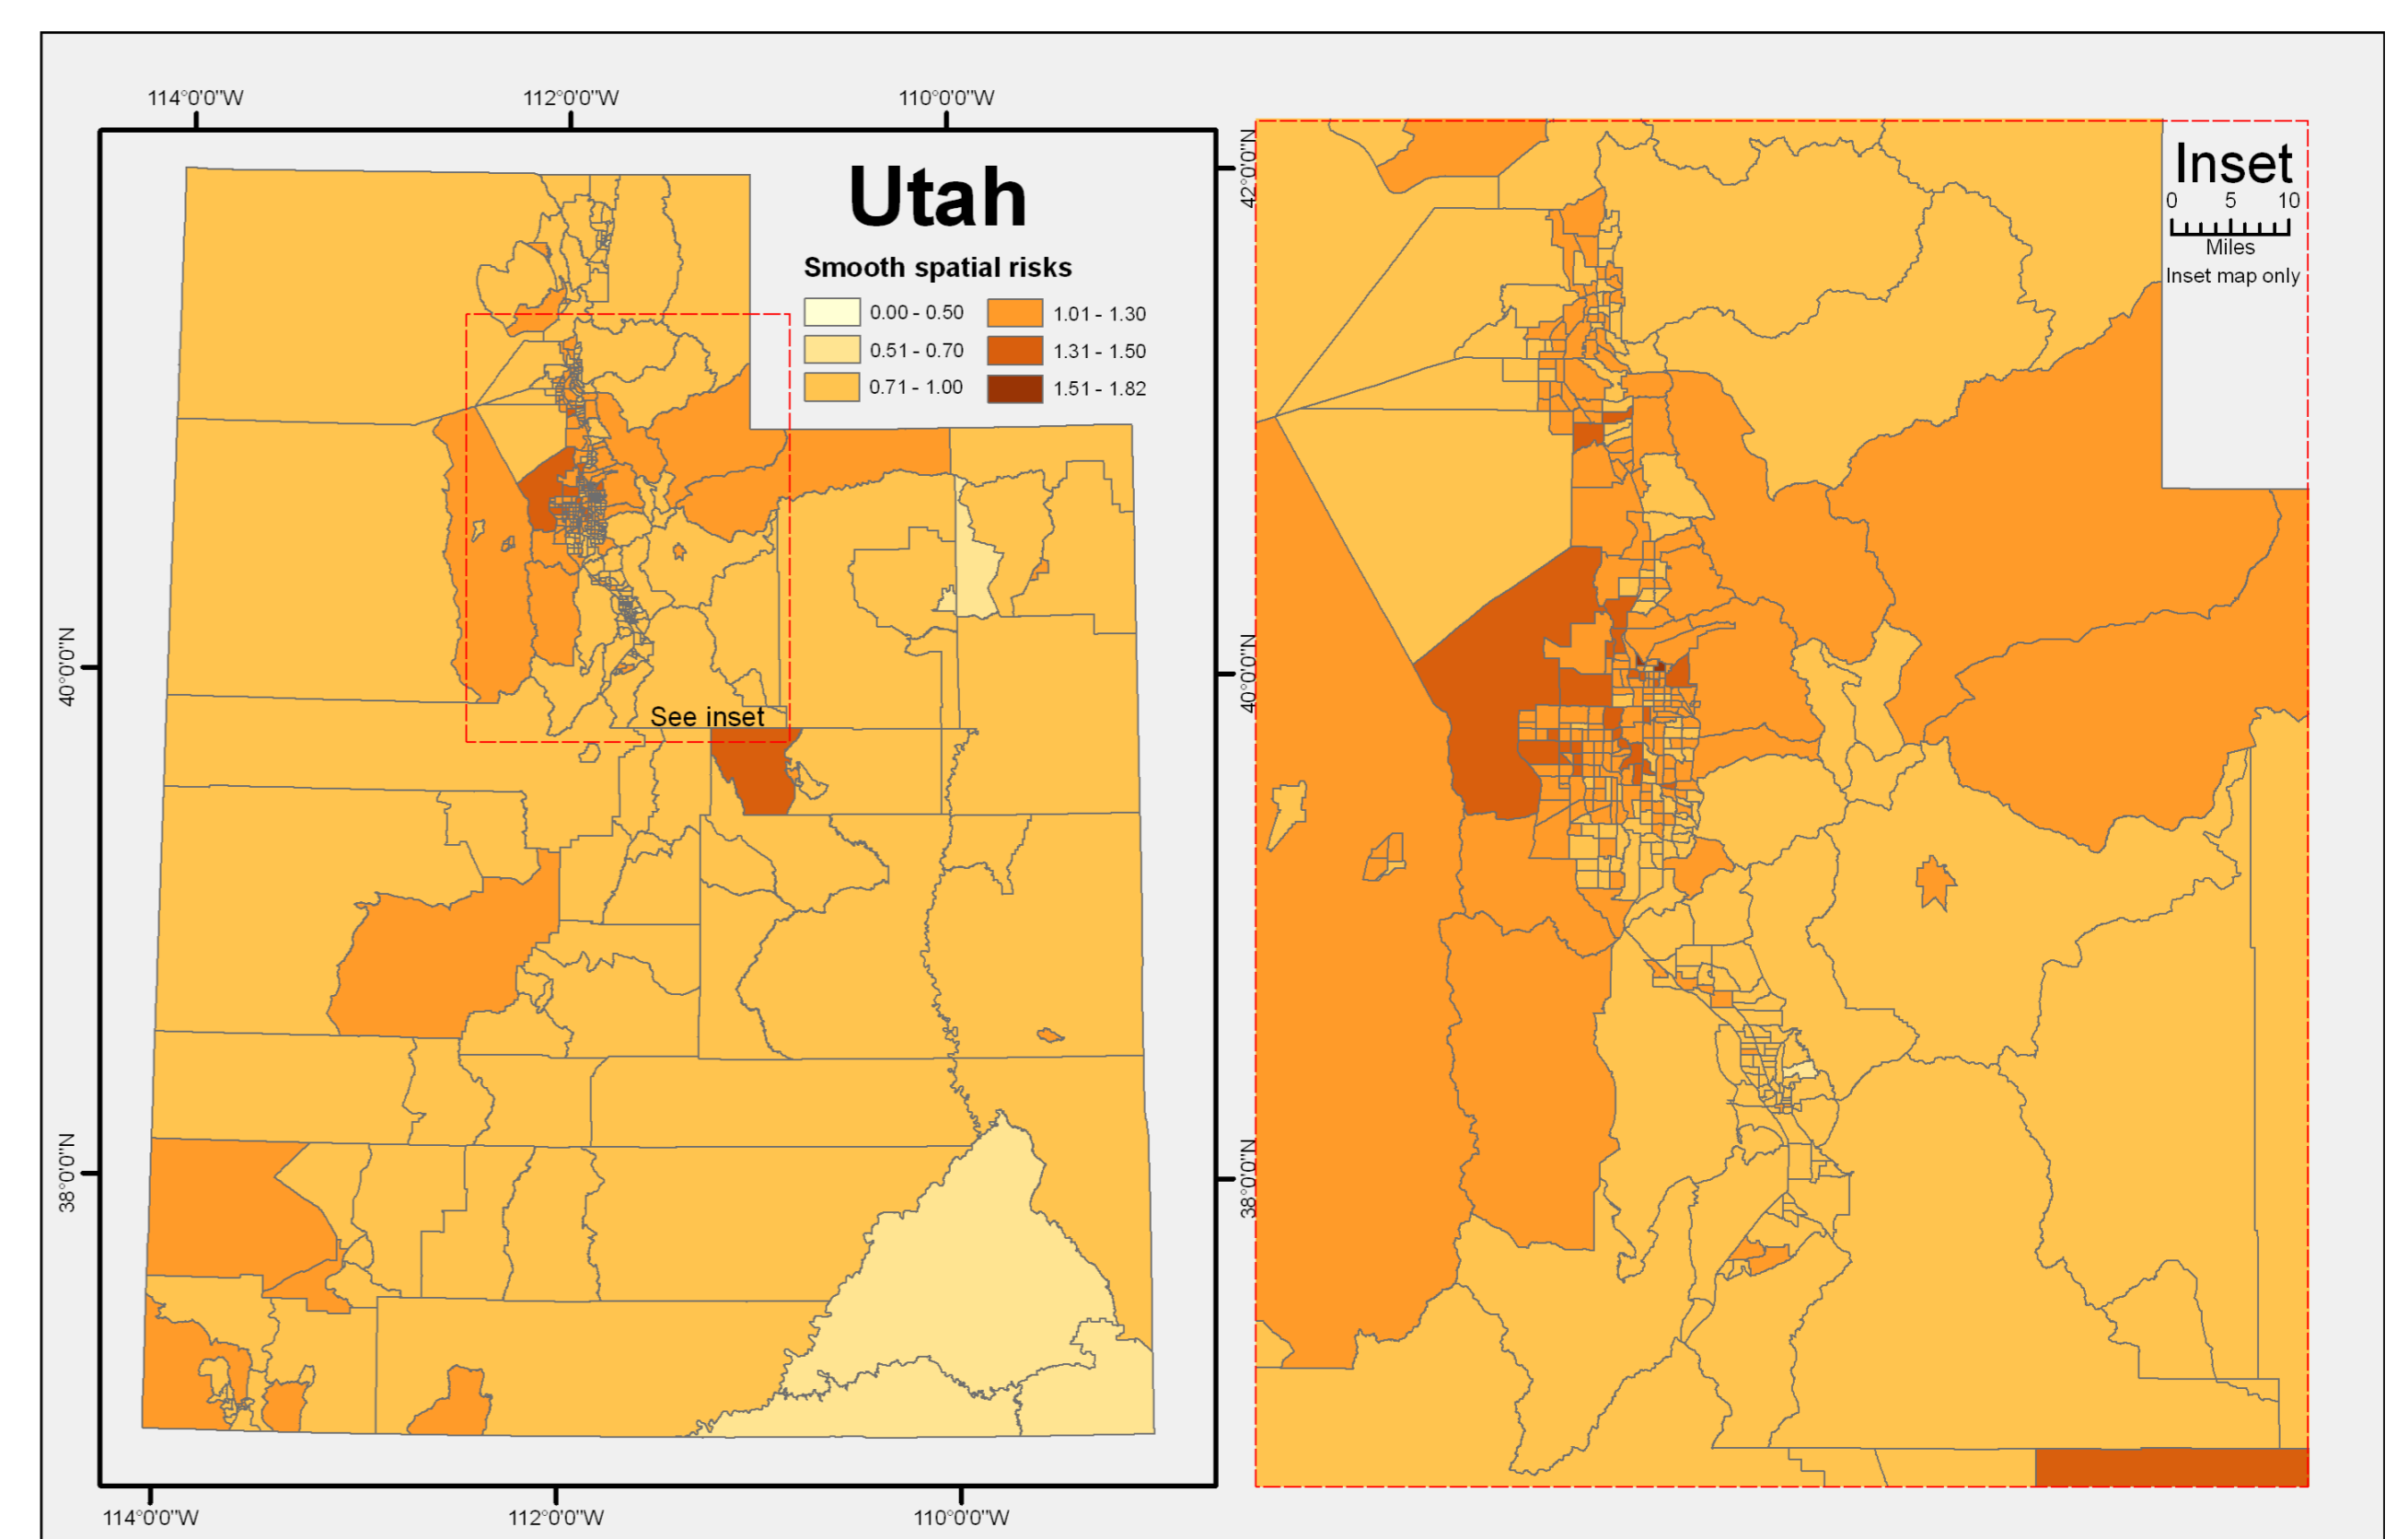 114°0'0"W 112°0'0"W 110°0'0"W
Utah
Smooth spatial risks
0.00 - 0.50 1.01 - 1.30
0.51 - 0.70 1.31 - 1.50
0.71 - 1.00 1.51 - 1.82
See inset
40°0'0"N
38°0'0"N
114°0'0"W 112°0'0"W 110°0'0"W
42°0'0"N
40°0'0"N
38°0'0"N
Inset
0 5 10
Miles
Inset map only